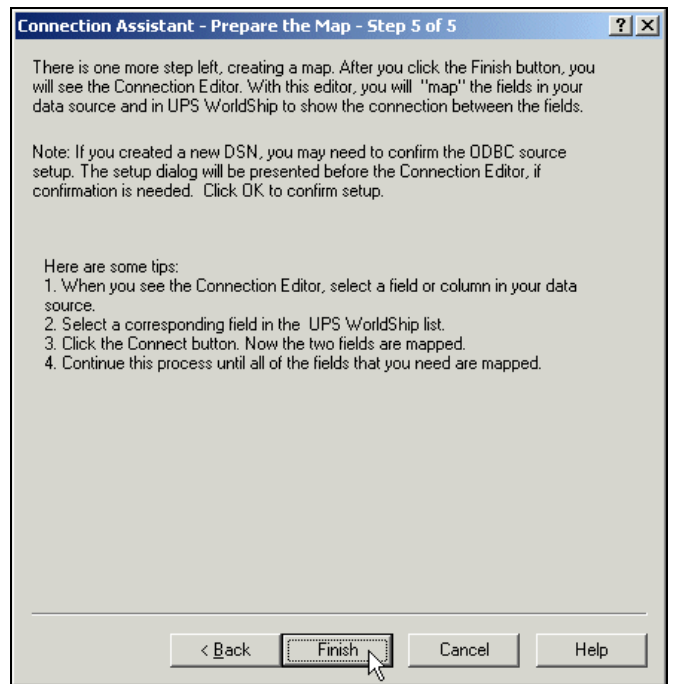 Connection Assistant - Prepare the Map - Step 5 of 5
There is one more step left, creating a map. After you click the Finish button, you
will see the Connection Editor. With this editor, you will "map" the fields in your
data source and in UPS WorldShip to show the connection between the fields.
Note: If you created a new DSN, you may need to confirm the ODBC source
setup. The setup dialog will be presented before the Connection Editor, if
confirmation is needed. Click OK to confirm setup.
Here are some tips:
1. When you see the Connection Editor, select a field or column in your data
source.
2. Select a corresponding field in the UPS WorldShip list.
3. Click the Connect button. Now the two fields are mapped.
4. Continue this process until all of the fields that you need are mapped.
< Back Finish Cancel Help